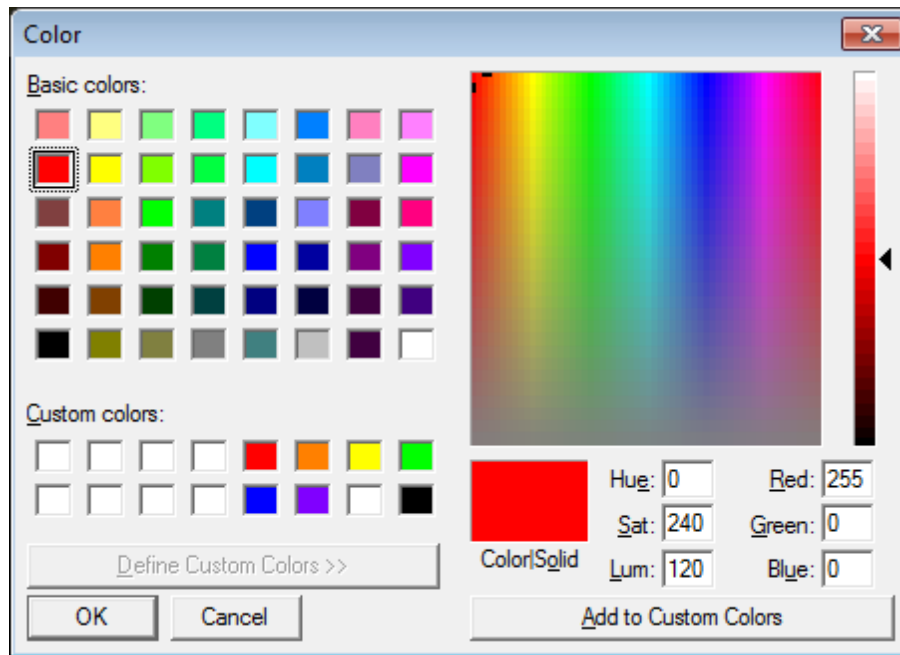 Color
Basic colors:
Custom colors:
Define Custom Colors >>
OK
Cancel
Color|Solid
Hue: 0
Sat: 240
Lum: 120
Red: 255
Green: 0
Blue: 0
Add to Custom Colors